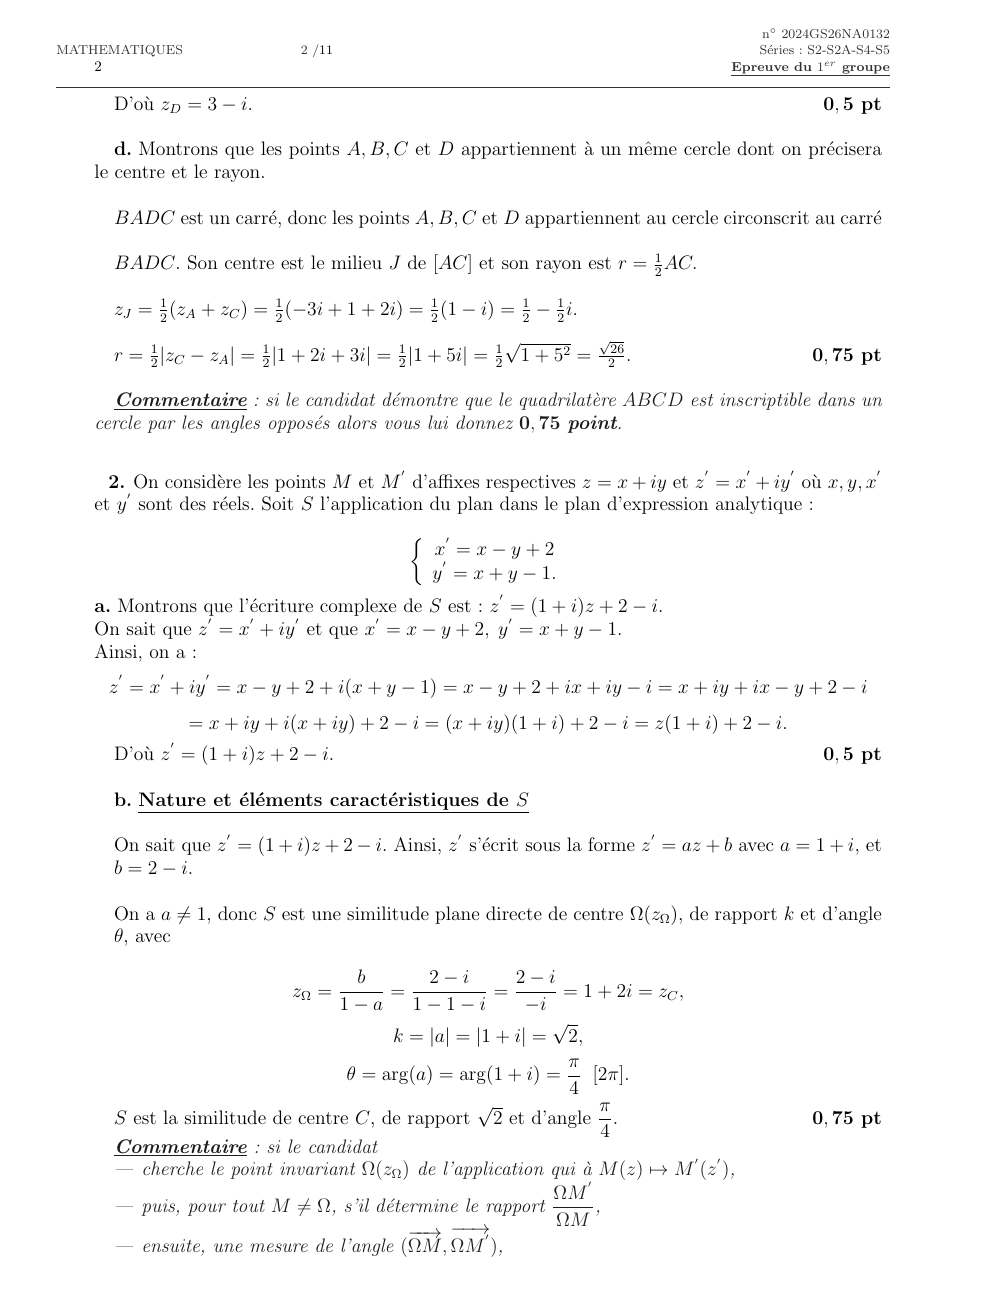 n° 2024GS26NA0132
MATHEMATIQUES 2 /11 Séries : S2-S2A-S4-S5
2 Epreuve du 1er groupe
D'où z_D = 3 − i. 0, 5 pt
d. Montrons que les points A, B, C et D appartiennent à un même cercle dont on précisera
le centre et le rayon.
BADC est un carré, donc les points A, B, C et D appartiennent au cercle circonscrit au carré
BADC. Son centre est le milieu J de [AC] et son rayon est r = 1/2 AC.
z_J = 1/2(z_A + z_C) = 1/2(−3i + 1 + 2i) = 1/2(1 − i) = 1/2 − 1/2 i.
r = 1/2|z_C − z_A| = 1/2|1 + 2i + 3i| = 1/2|1 + 5i| = 1/2 √(1 + 5²) = √26/2. 0, 75 pt
Commentaire : si le candidat démontre que le quadrilatère ABCD est inscriptible dans un
cercle par les angles opposés alors vous lui donnez 0, 75 point.
2. On considère les points M et M′ d'affixes respectives z = x + iy et z′ = x′ + iy′ où x, y, x′
et y′ sont des réels. Soit S l'application du plan dans le plan d'expression analytique :
{ x′ = x − y + 2
y′ = x + y − 1.
a. Montrons que l'écriture complexe de S est : z′ = (1 + i)z + 2 − i.
On sait que z′ = x′ + iy′ et que x′ = x − y + 2, y′ = x + y − 1.
Ainsi, on a :
z′ = x′ + iy′ = x − y + 2 + i(x + y − 1) = x − y + 2 + ix + iy − i = x + iy + ix − y + 2 − i
= x + iy + i(x + iy) + 2 − i = (x + iy)(1 + i) + 2 − i = z(1 + i) + 2 − i.
D'où z′ = (1 + i)z + 2 − i. 0, 5 pt
b. Nature et éléments caractéristiques de S
On sait que z′ = (1 + i)z + 2 − i. Ainsi, z′ s'écrit sous la forme z′ = az + b avec a = 1 + i, et
b = 2 − i.
On a a ≠ 1, donc S est une similitude plane directe de centre Ω(z_Ω), de rapport k et d'angle
θ, avec
z_Ω = b/(1 − a) = (2 − i)/(1 − 1 − i) = (2 − i)/(−i) = 1 + 2i = z_C,
k = |a| = |1 + i| = √2,
θ = arg(a) = arg(1 + i) = π/4 [2π].
S est la similitude de centre C, de rapport √2 et d'angle π/4. 0, 75 pt
Commentaire : si le candidat
— cherche le point invariant Ω(z_Ω) de l'application qui à M(z) ↦ M′(z′),
— puis, pour tout M ≠ Ω, s'il détermine le rapport ΩM′/ΩM,
— ensuite, une mesure de l'angle (ΩM⃗, ΩM′⃗),